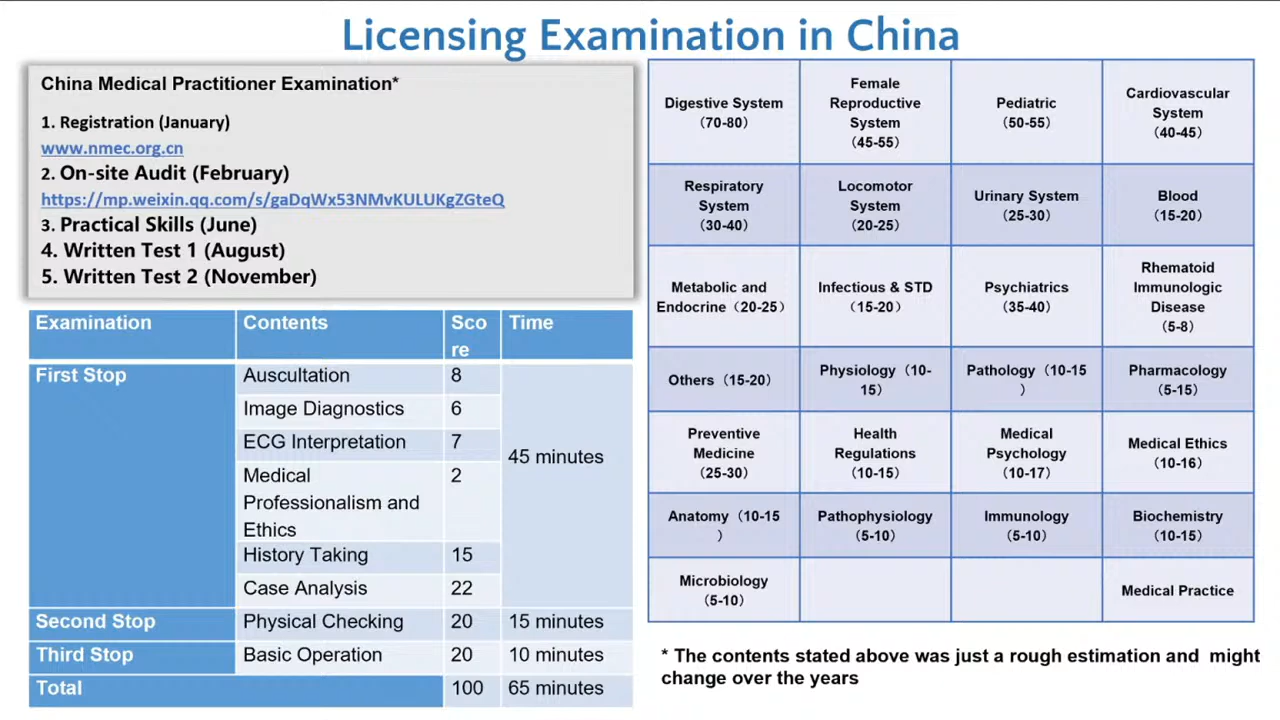 Licensing Examination in China
China Medical Practitioner Examination*
1. Registration (January)
www.nmec.org.cn
2. On-site Audit (February)
https://mp.weixin.qq.com/s/gaDqWx53NMvKULUKgZGteQ
3. Practical Skills (June)
4. Written Test 1 (August)
5. Written Test 2 (November)
Examination
Contents
Sco
re
Time
First Stop
Auscultation
8
Image Diagnostics
6
ECG Interpretation
7
45 minutes
Medical
Professionalism and
Ethics
2
History Taking
15
Case Analysis
22
Second Stop
Physical Checking
20
15 minutes
Third Stop
Basic Operation
20
10 minutes
Total
100
65 minutes
Digestive System
（70-80）
Female
Reproductive
System
（45-55）
Pediatric
（50-55）
Cardiovascular
System
（40-45）
Respiratory
System
（30-40）
Locomotor
System
（20-25）
Urinary System
（25-30）
Blood
（15-20）
Metabolic and
Endocrine（20-25）
Infectious & STD
（15-20）
Psychiatrics
（35-40）
Rhematoid
Immunologic
Disease
（5-8）
Others（15-20）
Physiology（10-
15）
Pathology（10-15
）
Pharmacology
（5-15）
Preventive
Medicine
（25-30）
Health
Regulations
（10-15）
Medical
Psychology
（10-17）
Medical Ethics
（10-16）
Anatomy（10-15
）
Pathophysiology
（5-10）
Immunology
（5-10）
Biochemistry
（10-15）
Microbiology
（5-10）
Medical Practice
* The contents stated above was just a rough estimation and might
change over the years